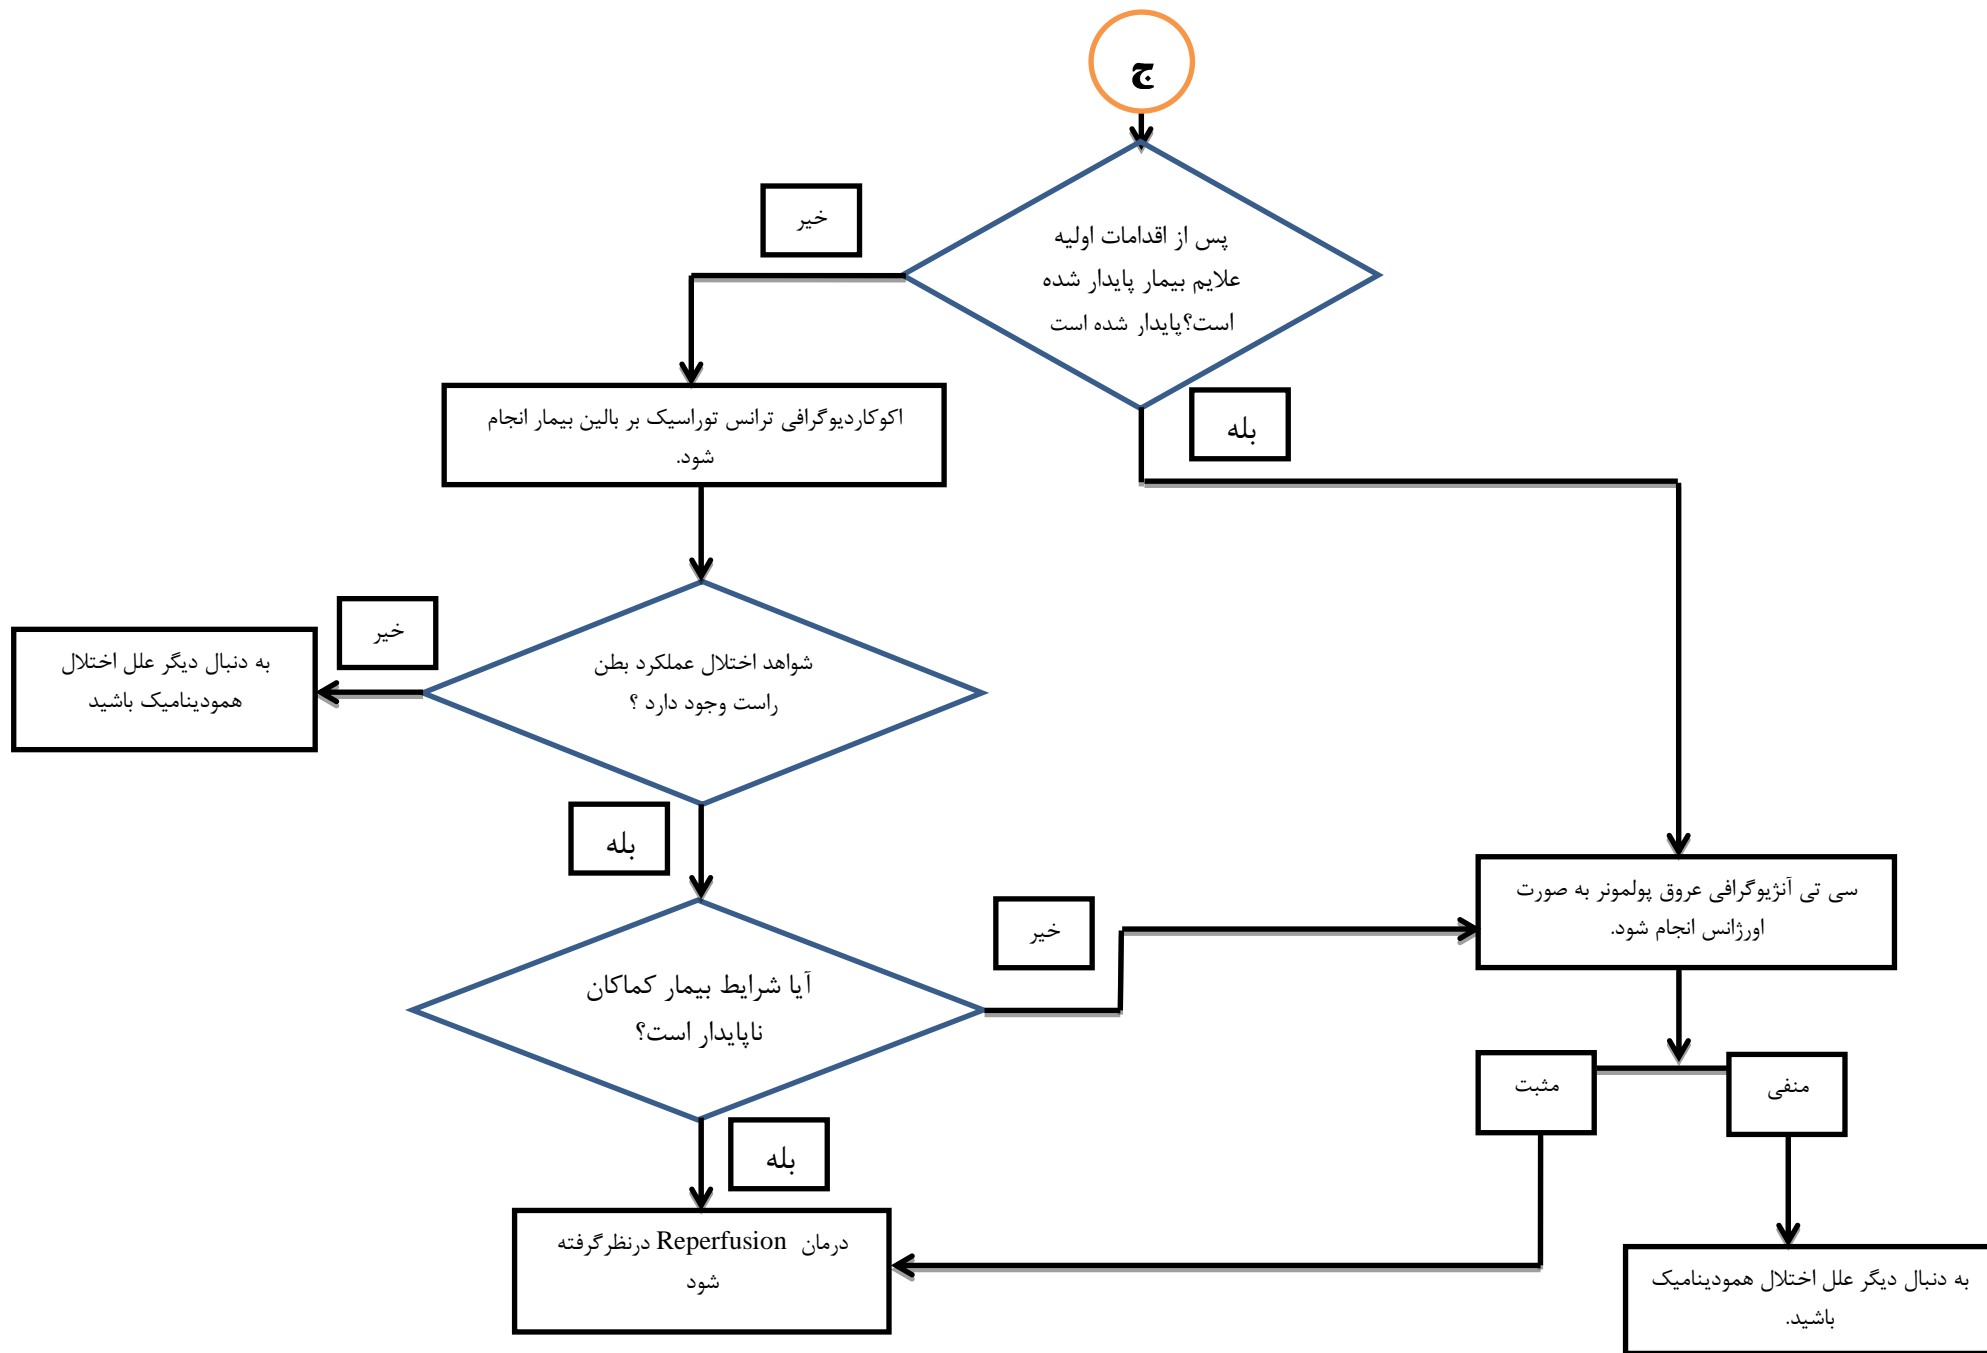 ج
خیر
پس از اقدامات اولیه
علایم بیمار پایدار شده
است؟پایدار شده است
بله
اکوکاردیوگرافی ترانس توراسیک بر بالین بیمار انجام
شود.
خیر
شواهد اختلال عملکرد بطن
راست وجود دارد ؟
به دنبال دیگر علل اختلال
همودینامیک باشید
بله
آیا شرایط بیمار کماکان
ناپایدار است؟
خیر
سی تی آنژیوگرافی عروق پولمونر به صورت
اورژانس انجام شود.
مثبت
منفی
بله
درمان Reperfusion درنظرگرفته
شود
به دنبال دیگر علل اختلال همودینامیک
باشید.